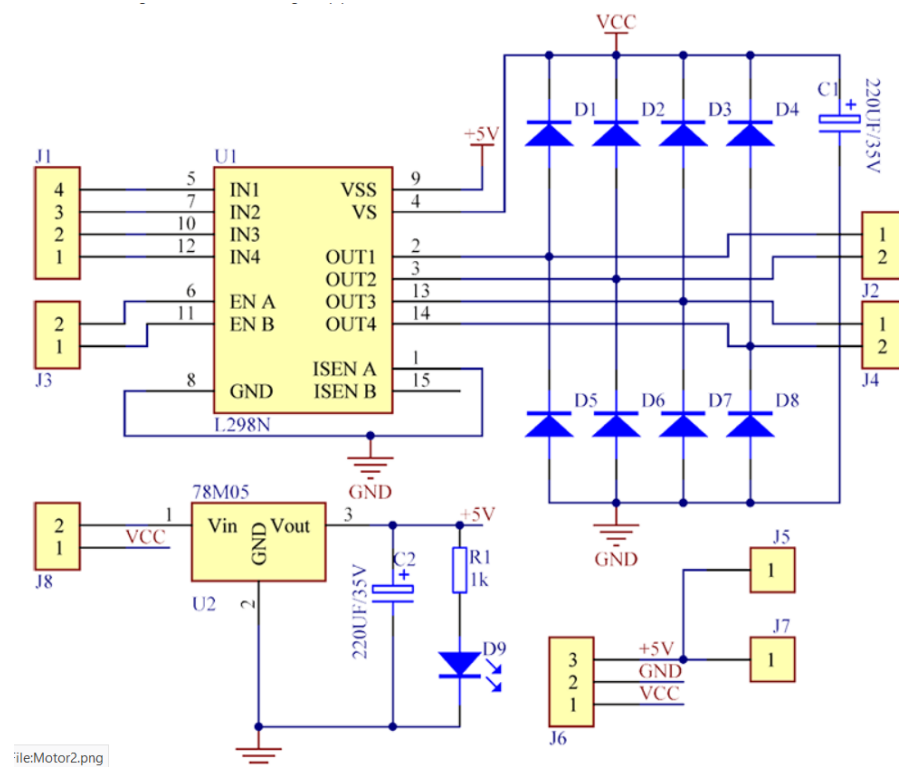 VCC
C1
+
220UF/35V
D1 D2 D3 D4
+5V
J1
U1
4 5 IN1 VSS 9
3 7 IN2 VS 4
2 10 IN3
1 12 IN4 OUT1 2
OUT2 3
2 6 EN A OUT3 13
1 11 EN B OUT4 14
J3
ISEN A 1
8 GND ISEN B 15
L298N
GND
1
2
J2
1
2
J4
D5 D6 D7 D8
GND
78M05
2 1 Vin GND Vout 3 +5V
1 VCC
J8
2
U2
C2
+
220UF/35V
R1
1k
D9
J5
1
J7
1
3 +5V
2 GND
1 VCC
J6
File:Motor2.png